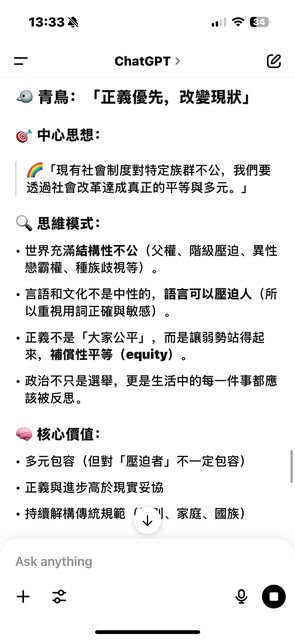 13:33
34
ChatGPT
青鳥：「正義優先，改變現狀」
中心思想：
「現有社會制度對特定族群不公，我們要
透過社會改革達成真正的平等與多元。」
思維模式：
• 世界充滿結構性不公（父權、階級壓迫、異性
戀霸權、種族歧視等）。
• 言語和文化不是中性的，語言可以壓迫人（所
以重視用詞正確與敏感）。
• 正義不是「大家公平」，而是讓弱勢站得起
來，補償性平等（equity）。
• 政治不只是選舉，更是生活中的每一件事都應
該被反思。
核心價值：
• 多元包容（但對「壓迫者」不一定包容）
• 正義與進步高於現實妥協
• 持續解構傳統規範（別、家庭、國族）
Ask anything